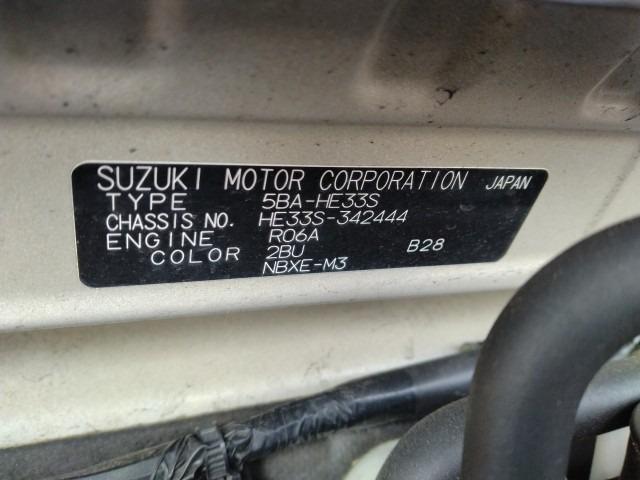 SUZUKI MOTOR CORPORATION JAPAN
TYPE 5BA-HE33S
CHASSIS NO. HE33S-342444
ENGINE R06A
COLOR 2BU B28
NBXE-M3